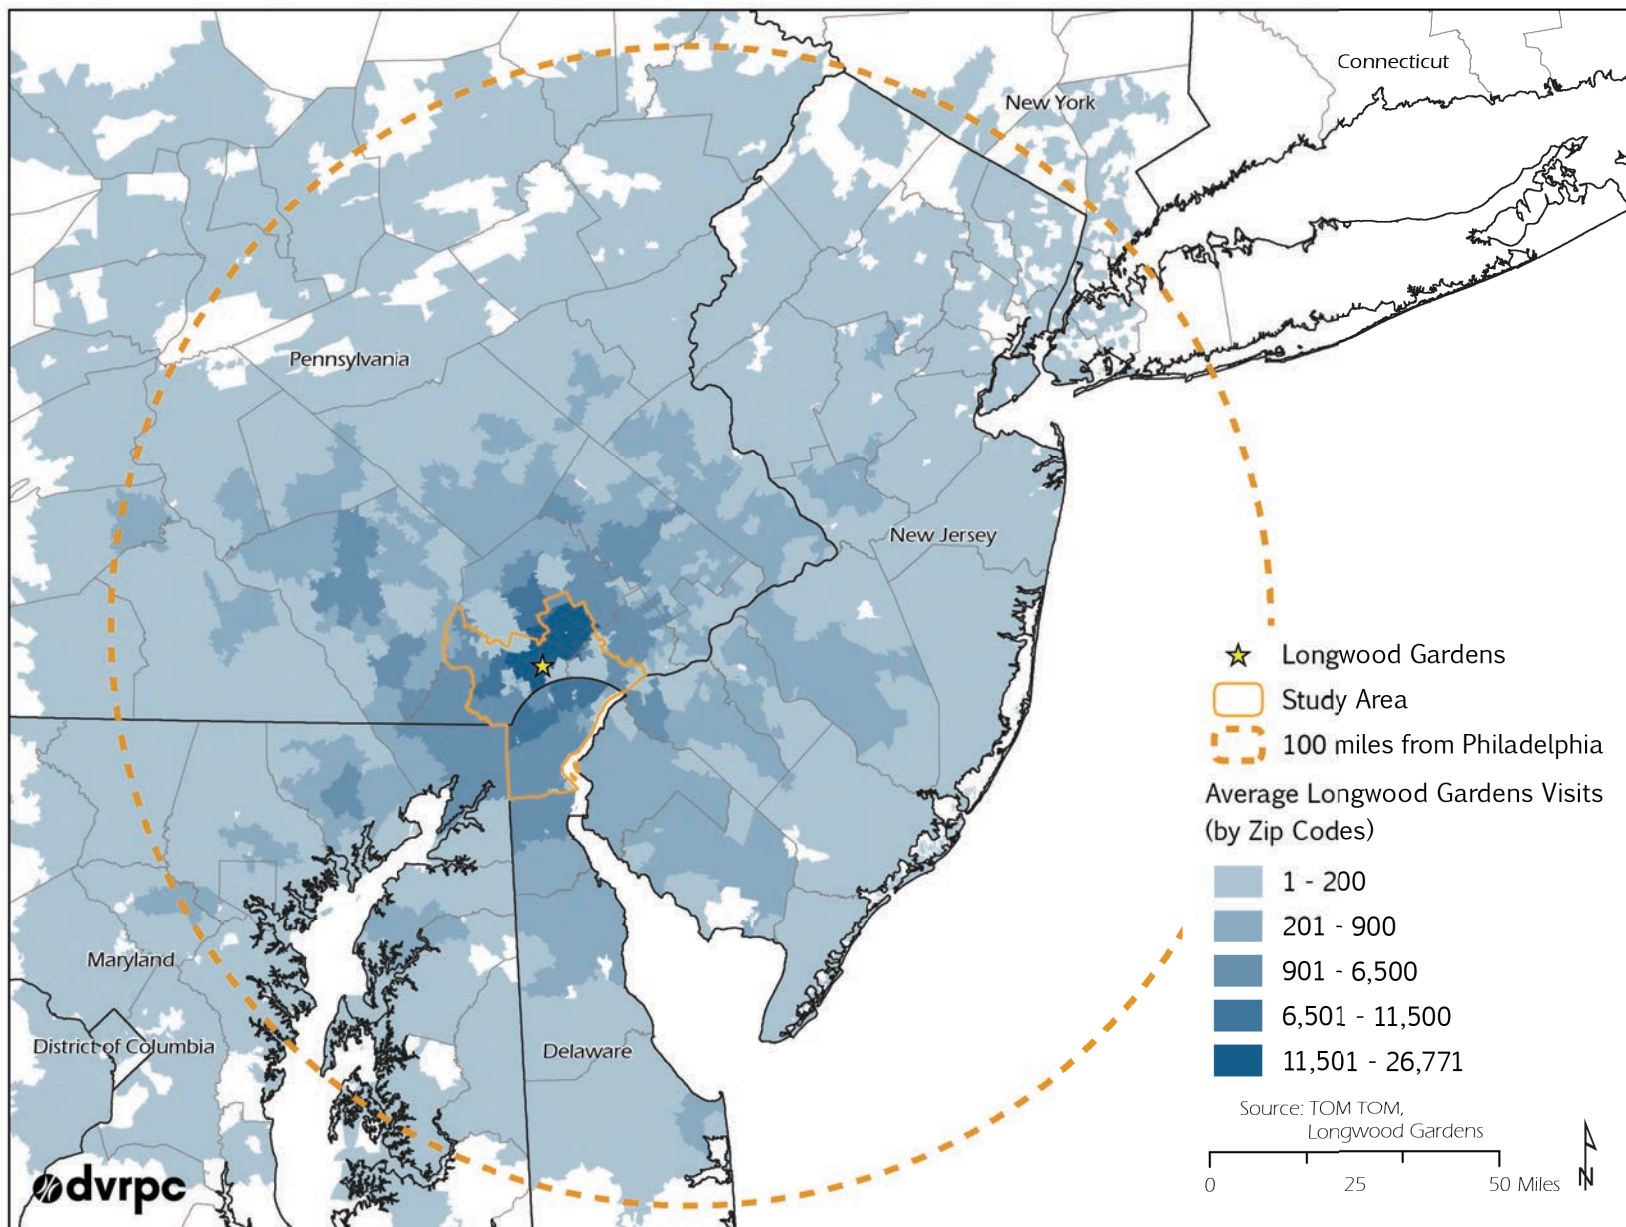 Connecticut
New York
Pennsylvania
New Jersey
Maryland
District of Columbia
Delaware
Longwood Gardens
Study Area
100 miles from Philadelphia
Average Longwood Gardens Visits
(by Zip Codes)
1 - 200
201 - 900
901 - 6,500
6,501 - 11,500
11,501 - 26,771
Source: TOM TOM,
Longwood Gardens
0 25 50 Miles
N
dvrpc